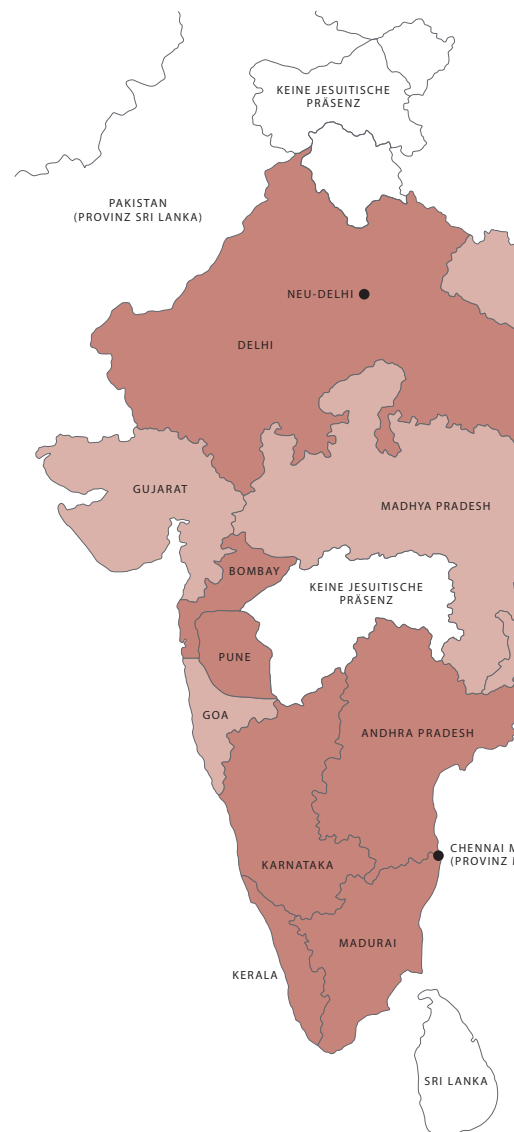 KEINE JESUITISCHE
PRÄSENZ
PAKISTAN
(PROVINZ SRI LANKA)
NEU-DELHI
DELHI
GUJARAT
MADHYA PRADESH
BOMBAY
KEINE JESUITISCHE
PRÄSENZ
PUNE
GOA
ANDHRA PRADESH
CHENNAI
(PROVINZ
KARNATAKA
MADURAI
KERALA
SRI LANKA